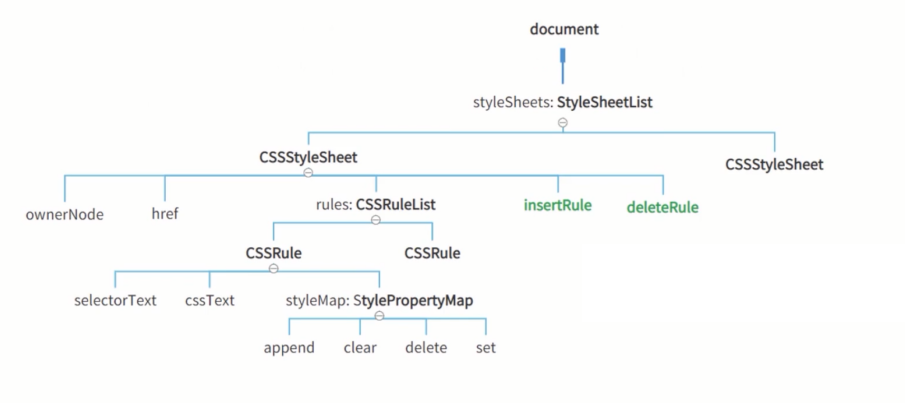 document
styleSheets: StyleSheetList
CSSStyleSheet
CSSStyleSheet
ownerNode
href
rules: CSSRuleList
insertRule
deleteRule
CSSRule
CSSRule
selectorText
cssText
styleMap: StylePropertyMap
append
clear
delete
set